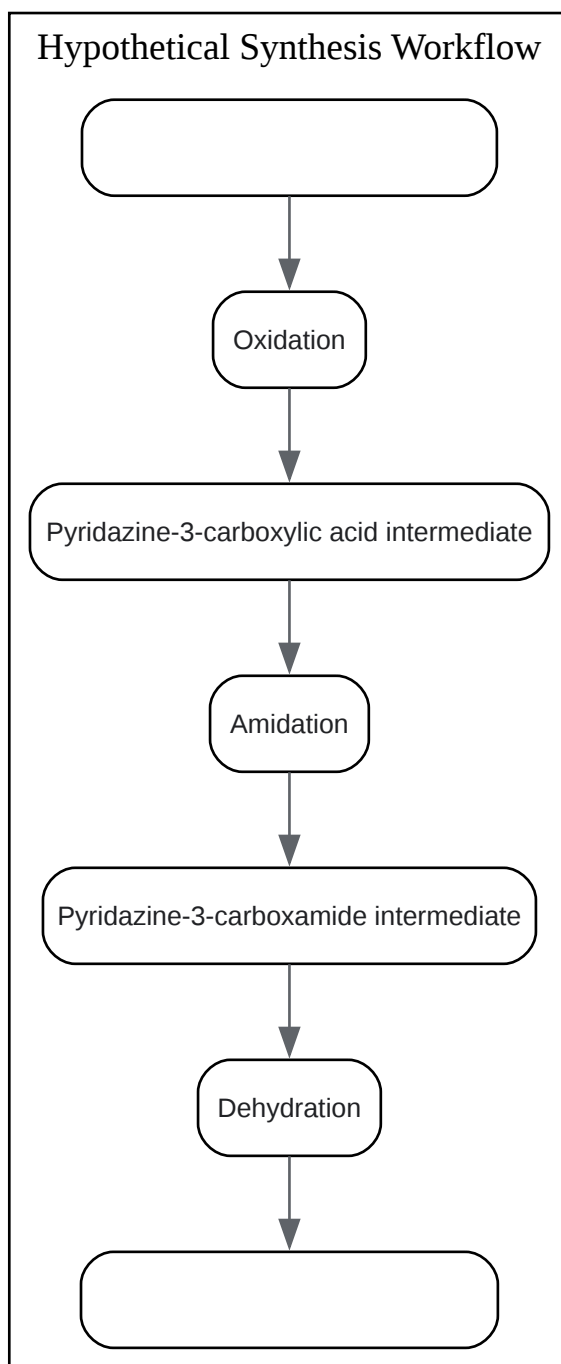 Hypothetical Synthesis Workflow
Oxidation
Pyridazine-3-carboxylic acid intermediate
Amidation
Pyridazine-3-carboxamide intermediate
Dehydration